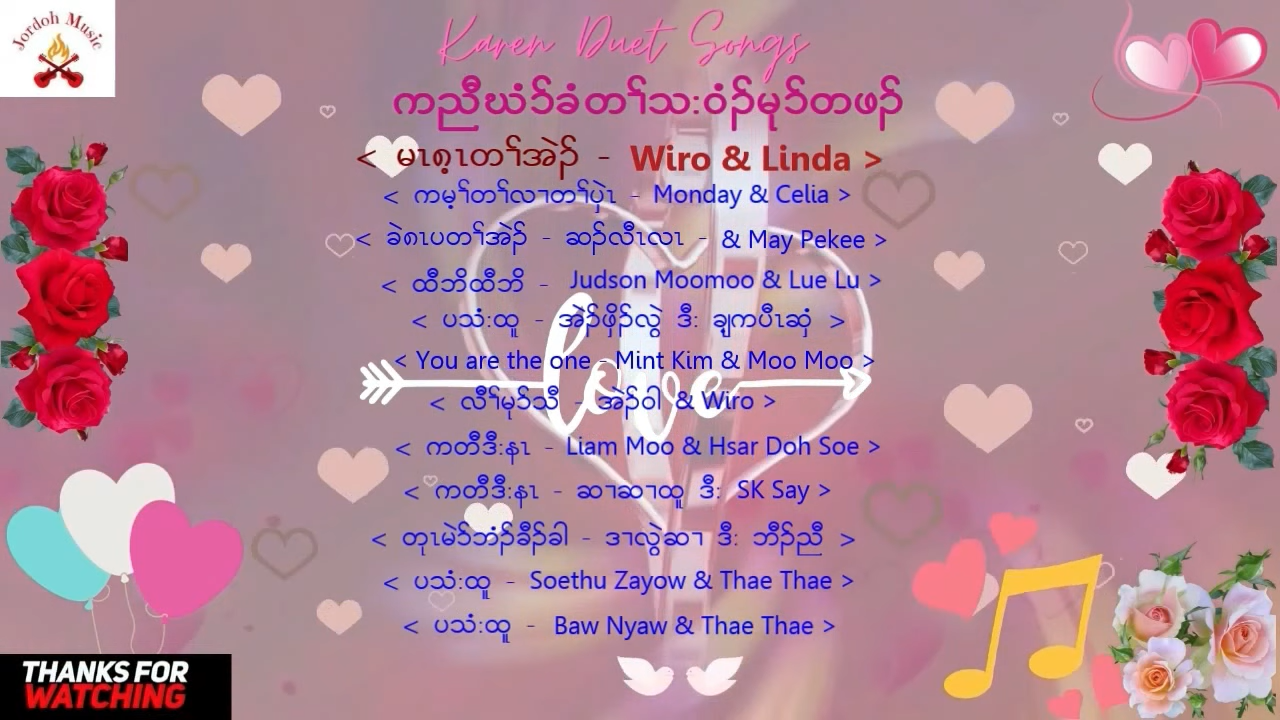 Jordoh Music
Karen Duet Songs
ကညီဃံၥ်ခံတၢ်သးဝံၣ်မုၥ်တဖၣ်
< မၤစ့ၤတၢ်အဲၣ် - Wiro & Linda >
< ကမ့ၢ်တၢ်လၢတၢ်ပှဲၤ - Monday & Celia >
< ခဲစၤပတၢ်အဲၣ် - ဆၣ်လီၤလၤ - & May Pekee >
< ထီဘိထီဘိ - Judson Moomoo & Lue Lu >
< ပသံးထူ - အဲၣ်ဖှိၣ်လွဲ ဒီး ချ့ကပီၤဆှံ >
< You are the one - Mint Kim & Moo Moo >
< လီၢ်မုၥ်သီ - အဲၣ်ဝါ & Wiro >
< ကတီဒီးနၤ - Liam Moo & Hsar Doh Soe >
< ကတီဒီးနၤ - ဆၢဆၢထူ ဒီး SK Say >
< တုၤမဲၥ်ဘံၣ်ခီၣ်ခါ - ဒၢလွဲဆၢ ဒီး ဘီၣ်ညီ >
< ပသံးထူ - Soethu Zayow & Thae Thae >
< ပသံးထူ - Baw Nyaw & Thae Thae >
love
THANKS FOR
WATCHING